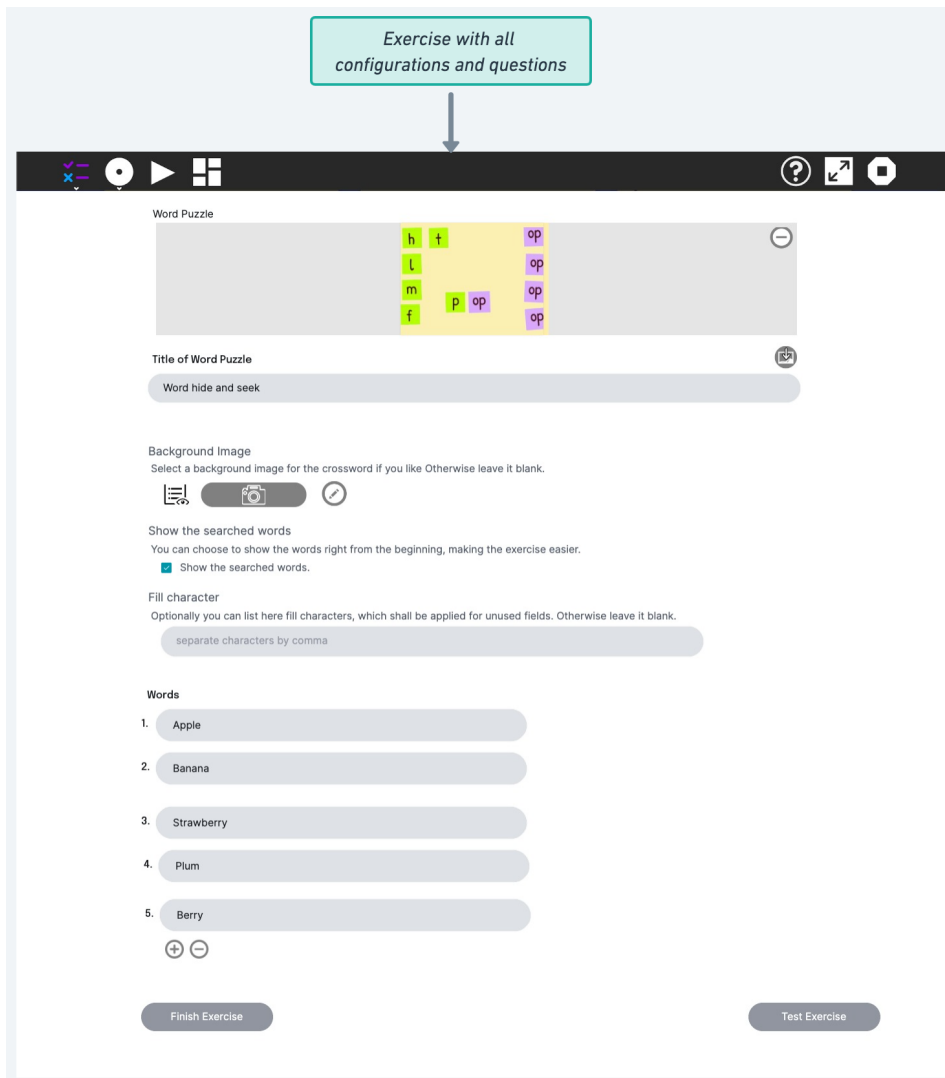 Exercise with all
configurations and questions
Word Puzzle
h t op
l op
m op
p op
f op
Title of Word Puzzle
Word hide and seek
Background Image
Select a background image for the crossword if you like Otherwise leave it blank.
Show the searched words
You can choose to show the words right from the beginning, making the exercise easier.
Show the searched words.
Fill character
Optionally you can list here fill characters, which shall be applied for unused fields. Otherwise leave it blank.
separate characters by comma
Words
1. Apple
2. Banana
3. Strawberry
4. Plum
5. Berry
Finish Exercise Test Exercise